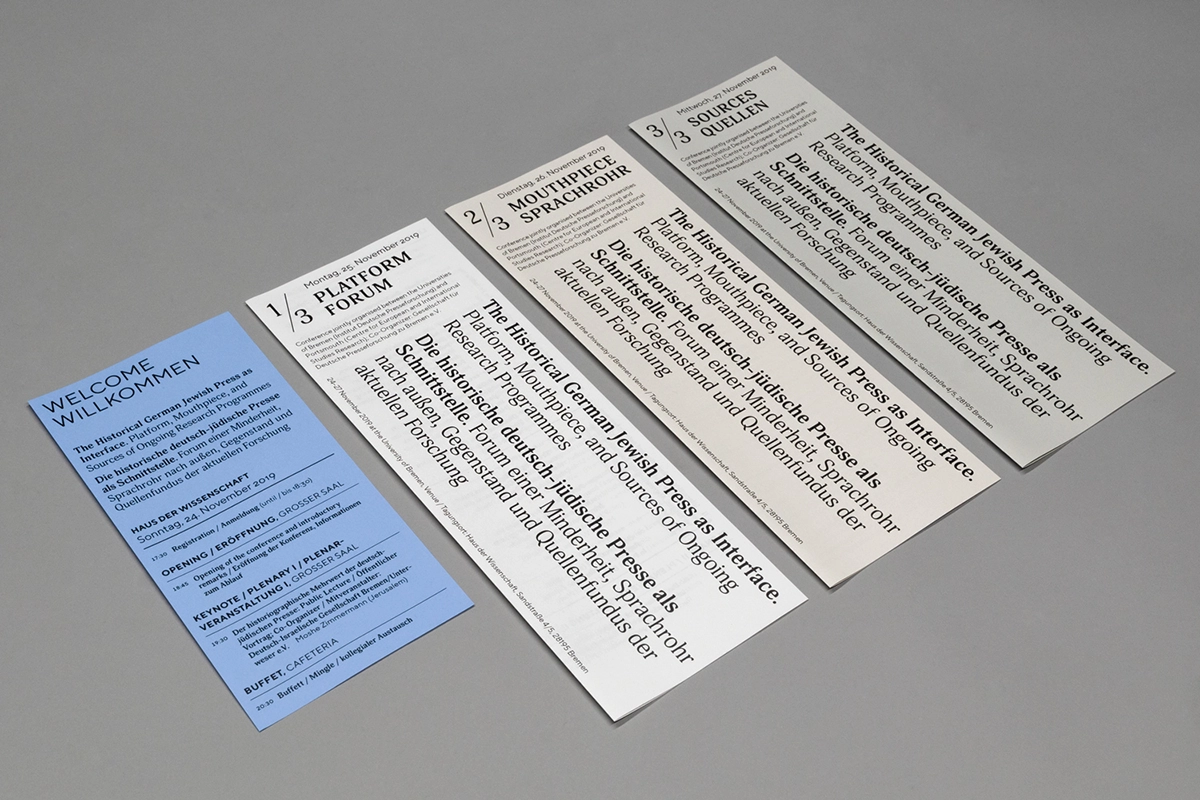 WELCOME
WILLKOMMEN
The Historical German Jewish Press as
Interface. Platform, Mouthpiece, and
Sources of Ongoing Research Programmes
Die historische deutsch-jüdische Presse
als Schnittstelle. Forum einer Minderheit,
Sprachrohr nach außen, Gegenstand und
Quellenfundus der aktuellen Forschung
HAUS DER WISSENSCHAFT
Sonntag, 24. November 2019
17:30 Registration / Anmeldung (until / bis 18:30)
OPENING / ERÖFFNUNG, GROSSER SAAL
18:45 Opening of the conference and introductory
remarks / Eröffnung der Konferenz, Informationen
zum Ablauf
KEYNOTE / PLENARY I / PLENAR-
VERANSTALTUNG I, GROSSER SAAL
19:30 Der historiographische Mehrwert der deutsch-
jüdischen Presse: Public Lecture / Öffentlicher
Vortrag: Co-Organizer / Mitveranstalter:
Deutsch-Israelische Gesellschaft Bremen/Unter-
weser e.V. Moshe Zimmermann (Jerusalem)
BUFFET, CAFETERIA
20:30 Buffett / Mingle / kollegialer Austausch
Montag, 25. November 2019
1/3 PLATFORM
FORUM
Conference jointly organised between the Universities
of Bremen (Institut Deutsche Presseforschung) and
Portsmouth (Centre for European and International
Studies Research), Co-Organizer: Gesellschaft für
Deutsche Presseforschung zu Bremen e.V.
The Historical German Jewish Press as Interface.
Platform, Mouthpiece, and Sources of Ongoing
Research Programmes
Die historische deutsch-jüdische Presse als
Schnittstelle. Forum einer Minderheit, Sprachrohr
nach außen, Gegenstand und Quellenfundus der
aktuellen Forschung
24–27 November 2019 at the University of Bremen, Venue / Tagungsort: Haus der Wissenschaft, Sandstraße 4/5, 28195 Bremen
Dienstag, 26. November 2019
2/3 MOUTHPIECE
SPRACHROHR
Conference jointly organised between the Universities
of Bremen (Institut Deutsche Presseforschung) and
Portsmouth (Centre for European and International
Studies Research), Co-Organizer: Gesellschaft für
Deutsche Presseforschung zu Bremen e.V.
The Historical German Jewish Press as Interface.
Platform, Mouthpiece, and Sources of Ongoing
Research Programmes
Die historische deutsch-jüdische Presse als
Schnittstelle. Forum einer Minderheit, Sprachrohr
nach außen, Gegenstand und Quellenfundus der
aktuellen Forschung
24–27 November 2019 at the University of Bremen, Venue / Tagungsort: Haus der Wissenschaft, Sandstraße 4/5, 28195 Bremen
Mittwoch, 27. November 2019
3/3 SOURCES
QUELLEN
Conference jointly organised between the Universities
of Bremen (Institut Deutsche Presseforschung) and
Portsmouth (Centre for European and International
Studies Research), Co-Organizer: Gesellschaft für
Deutsche Presseforschung zu Bremen e.V.
The Historical German Jewish Press as Interface.
Platform, Mouthpiece, and Sources of Ongoing
Research Programmes
Die historische deutsch-jüdische Presse als
Schnittstelle. Forum einer Minderheit, Sprachrohr
nach außen, Gegenstand und Quellenfundus der
aktuellen Forschung
24–27 November 2019 at the University of Bremen, Venue / Tagungsort: Haus der Wissenschaft, Sandstraße 4/5, 28195 Bremen